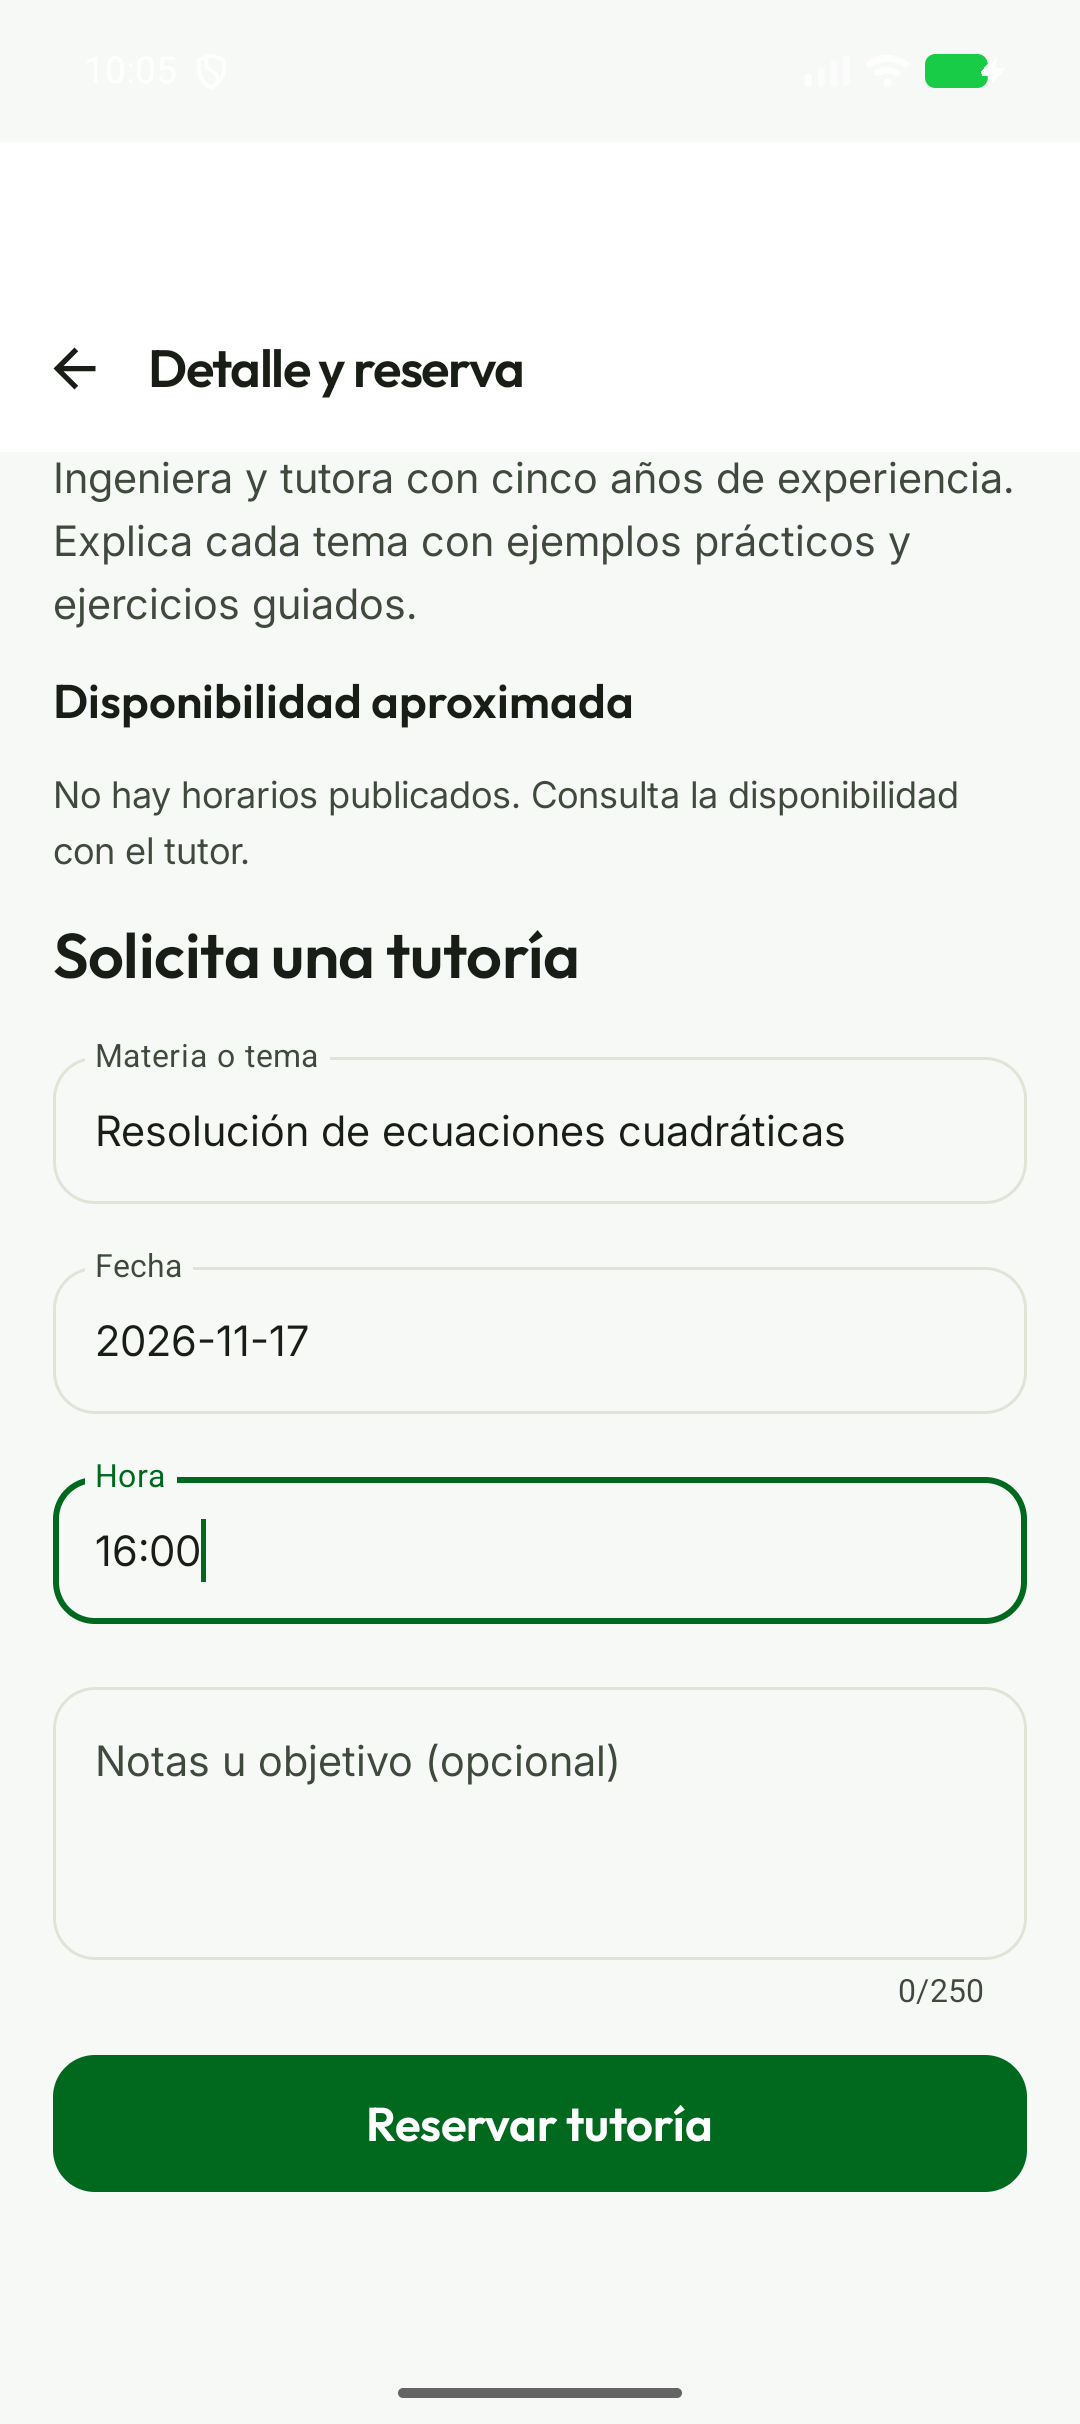 10:05
Detalle y reserva
Ingeniera y tutora con cinco años de experiencia.
Explica cada tema con ejemplos prácticos y
ejercicios guiados.
Disponibilidad aproximada
No hay horarios publicados. Consulta la disponibilidad
con el tutor.
Solicita una tutoría
Materia o tema
Resolución de ecuaciones cuadráticas
Fecha
2026-11-17
Hora
16:00
Notas u objetivo (opcional)
0/250
Reservar tutoría